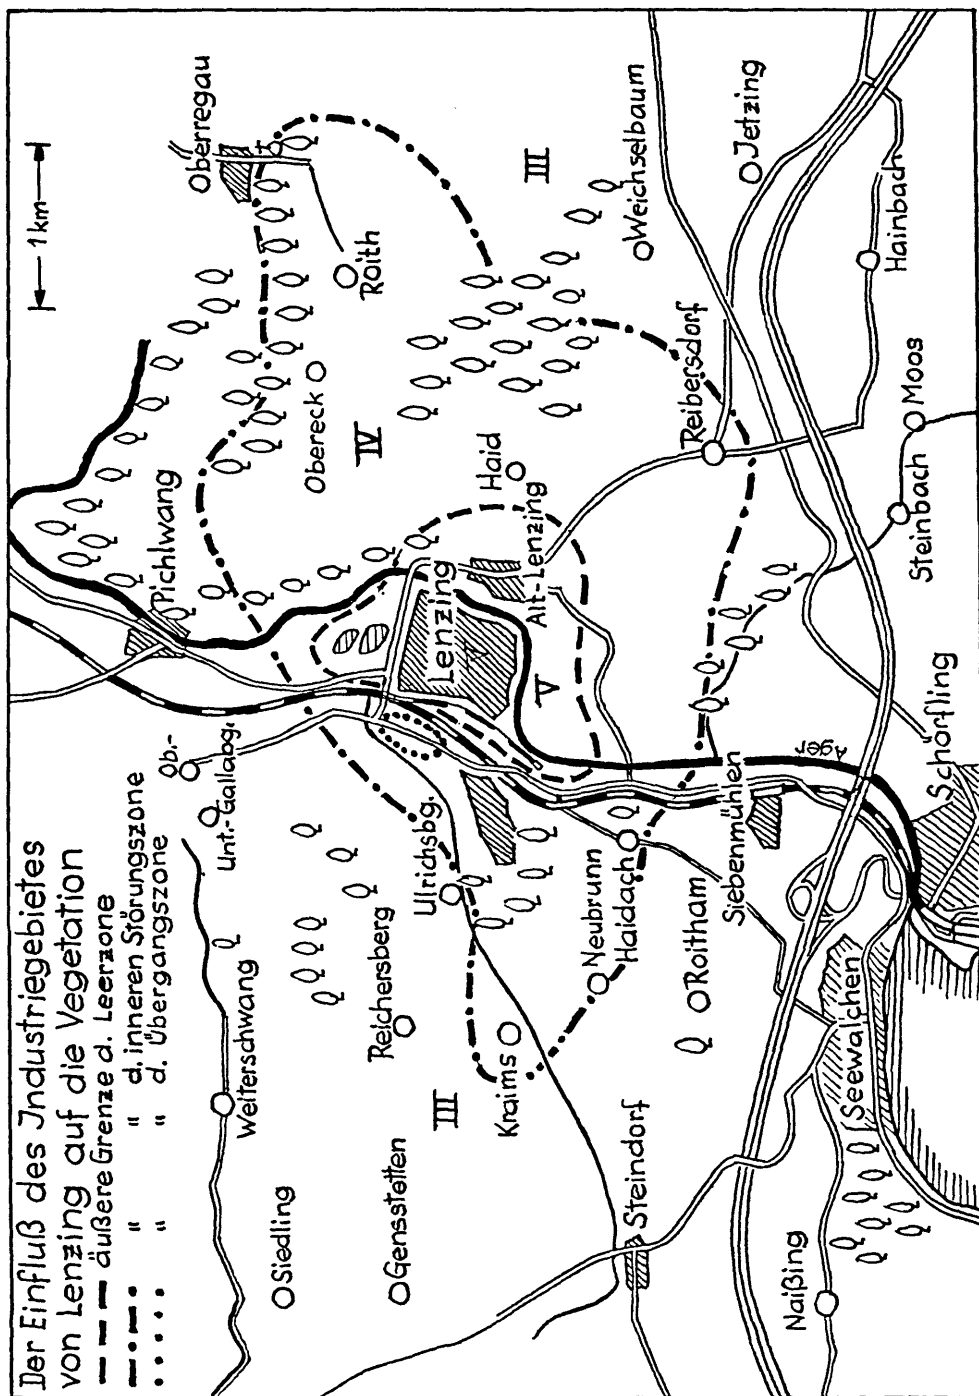 Der Einfluß des Industriegebietes
von Lenzing auf die Vegetation
äußere Grenze d. Leerzone
" d. inneren Störungszone
" d. Übergangszone
1km
Oberregau
Roith
III
Weichselbaum
Jetzing
Hainbach
Pichlwang
Obereck
IV
Haid
Reibersdorf
Moos
Steinbach
Lenzing
Alt-Lenzing
V
Ager
Schörfling
Ob.-
Unt.-Gallabg.
Ulrichsbg.
Neubrunn
Haidach
Siebenmühlen
Weiterschwang
Reichersberg
Roitham
Seewalchen
III
Kraims
Siedling
Gensstetten
Steindorf
Naißing